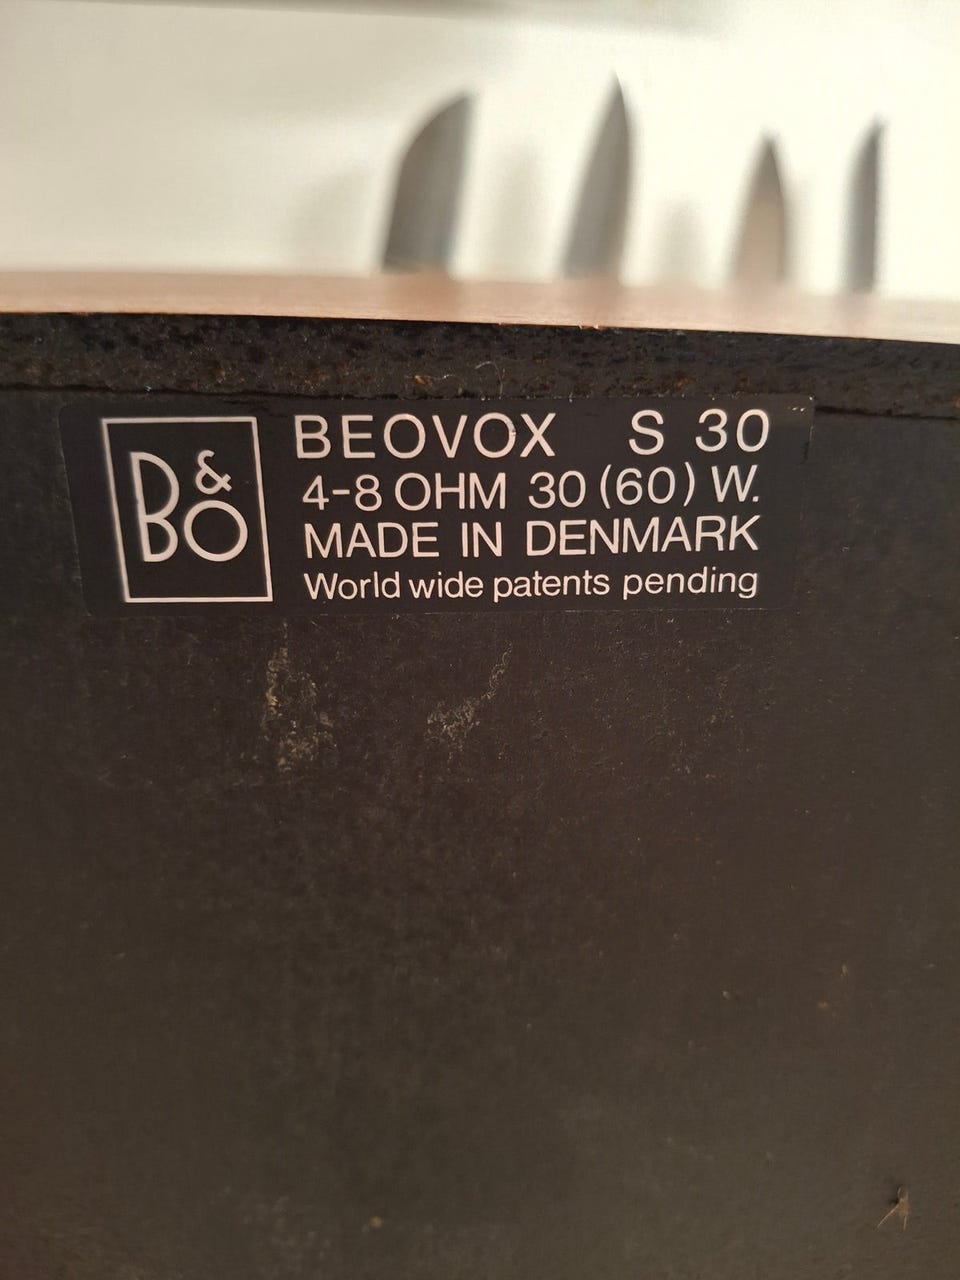 B&O
BEOVOX S 30
4-8 OHM 30 (60) W.
MADE IN DENMARK
World wide patents pending